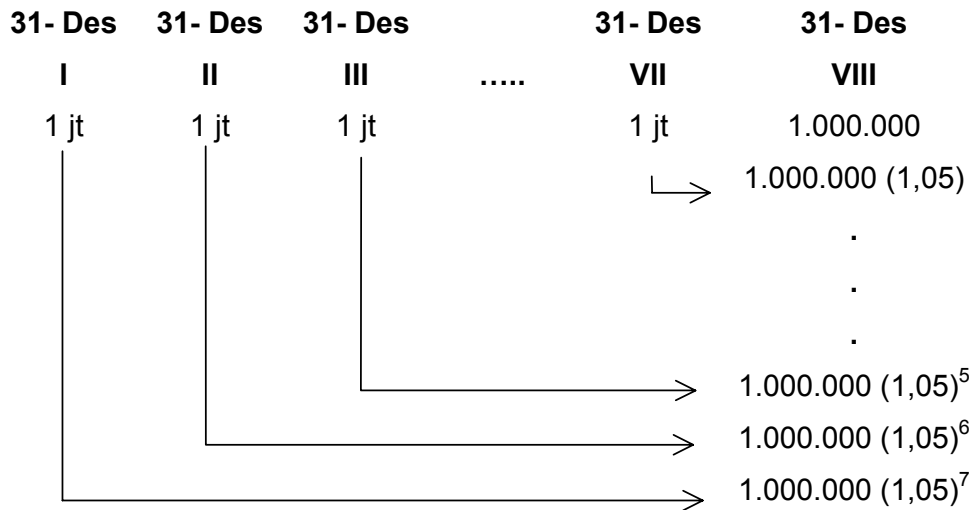 31- Des 31- Des 31- Des 31- Des 31- Des
I II III ..... VII VIII
1 jt 1 jt 1 jt 1 jt 1.000.000
1.000.000 (1,05)
.
.
.
1.000.000 (1,05)⁵
1.000.000 (1,05)⁶
1.000.000 (1,05)⁷